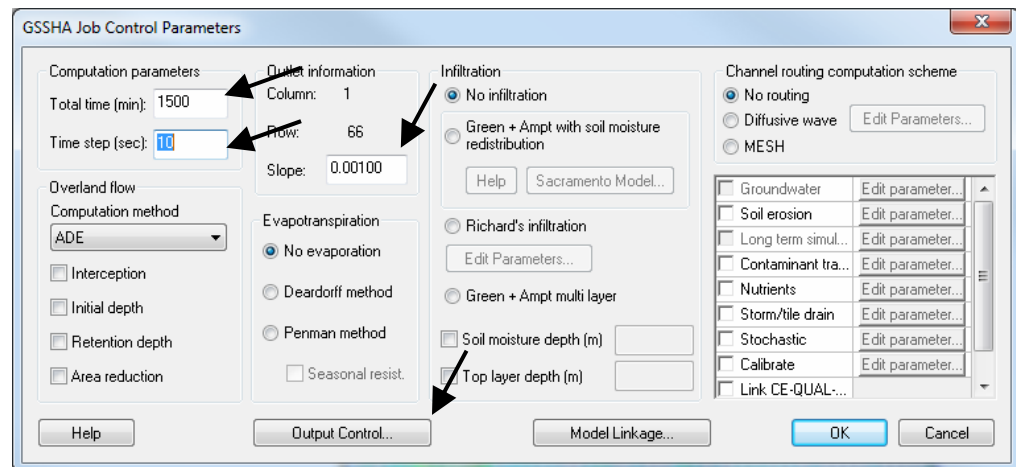 GSSHA Job Control Parameters
Computation parameters
Total time (min): 1500
Time step (sec): 10
Overland flow
Computation method
ADE
Interception
Initial depth
Retention depth
Area reduction
Outlet information
Column: 1
Row: 66
Slope: 0.00100
Evapotranspiration
No evaporation
Deardorff method
Penman method
Seasonal resist.
Infiltration
No infiltration
Green + Ampt with soil moisture
redistribution
Help Sacramento Model...
Richard's infiltration
Edit Parameters...
Green + Ampt multi layer
Soil moisture depth (m)
Top layer depth (m)
Channel routing computation scheme
No routing
Diffusive wave Edit Parameters...
MESH
Groundwater Edit parameter...
Soil erosion Edit parameter...
Long term simul... Edit parameter...
Contaminant tra... Edit parameter...
Nutrients Edit parameter...
Storm/tile drain Edit parameter...
Stochastic Edit parameter...
Calibrate Edit parameter...
Link CE-QUAL-...
Help Output Control... Model Linkage... OK Cancel